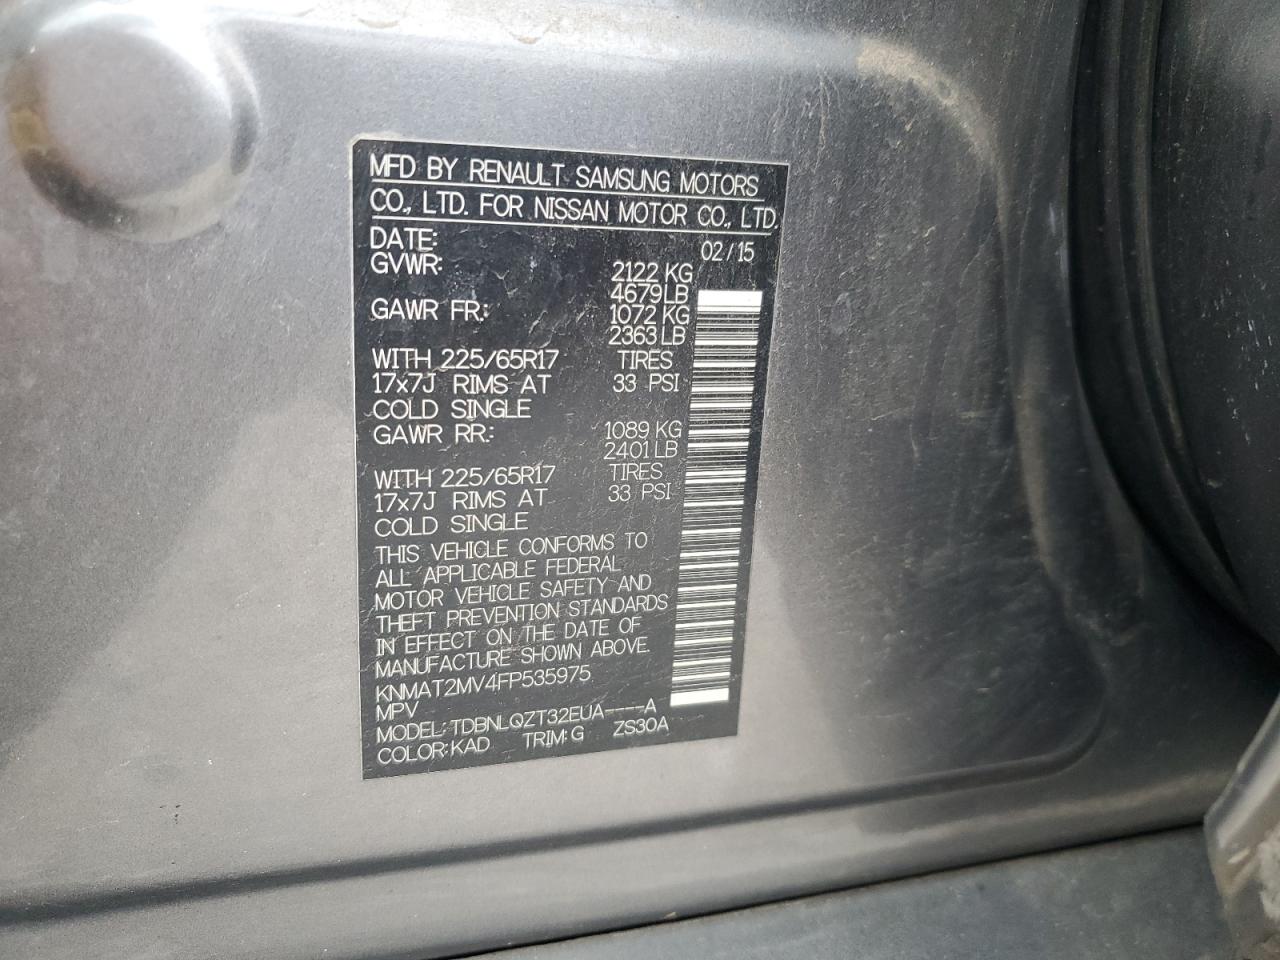 MFD BY RENAULT SAMSUNG MOTORS
CO., LTD. FOR NISSAN MOTOR CO., LTD.
DATE: 02/15
GVWR: 2122 KG
4679LB
GAWR FR.: 1072 KG
2363LB
WITH 225/65R17 TIRES
17x7J RIMS AT 33 PSI
COLD SINGLE
GAWR RR.: 1089 KG
2401LB
WITH 225/65R17 TIRES
17x7J RIMS AT 33 PSI
COLD SINGLE
THIS VEHICLE CONFORMS TO
ALL APPLICABLE FEDERAL
MOTOR VEHICLE SAFETY AND
THEFT PREVENTION STANDARDS
IN EFFECT ON THE DATE OF
MANUFACTURE SHOWN ABOVE.
KNMAT2MV4FP535975
MPV
MODEL: TDBNLQZT32EUA----A
COLOR:KAD TRIM:G ZS30A